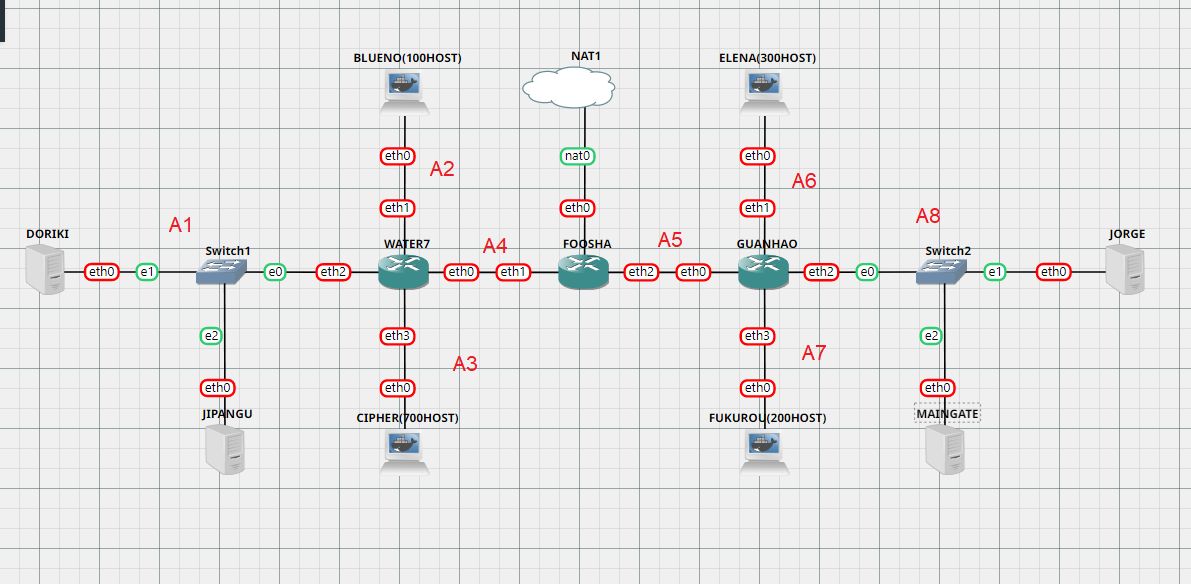 BLUENO(100HOST)
NAT1
ELENA(300HOST)
eth0
A2
nat0
eth0
A6
eth1
eth0
eth1
A1
A8
DORIKI
Switch1
WATER7
A4
FOOSHA
A5
GUANHAO
Switch2
JORGE
eth0
e1
e0
eth2
eth0
eth1
eth2
eth0
eth2
e0
e1
eth0
e2
eth3
A3
eth3
A7
e2
eth0
eth0
eth0
eth0
JIPANGU
CIPHER(700HOST)
FUKUROU(200HOST)
MAINGATE